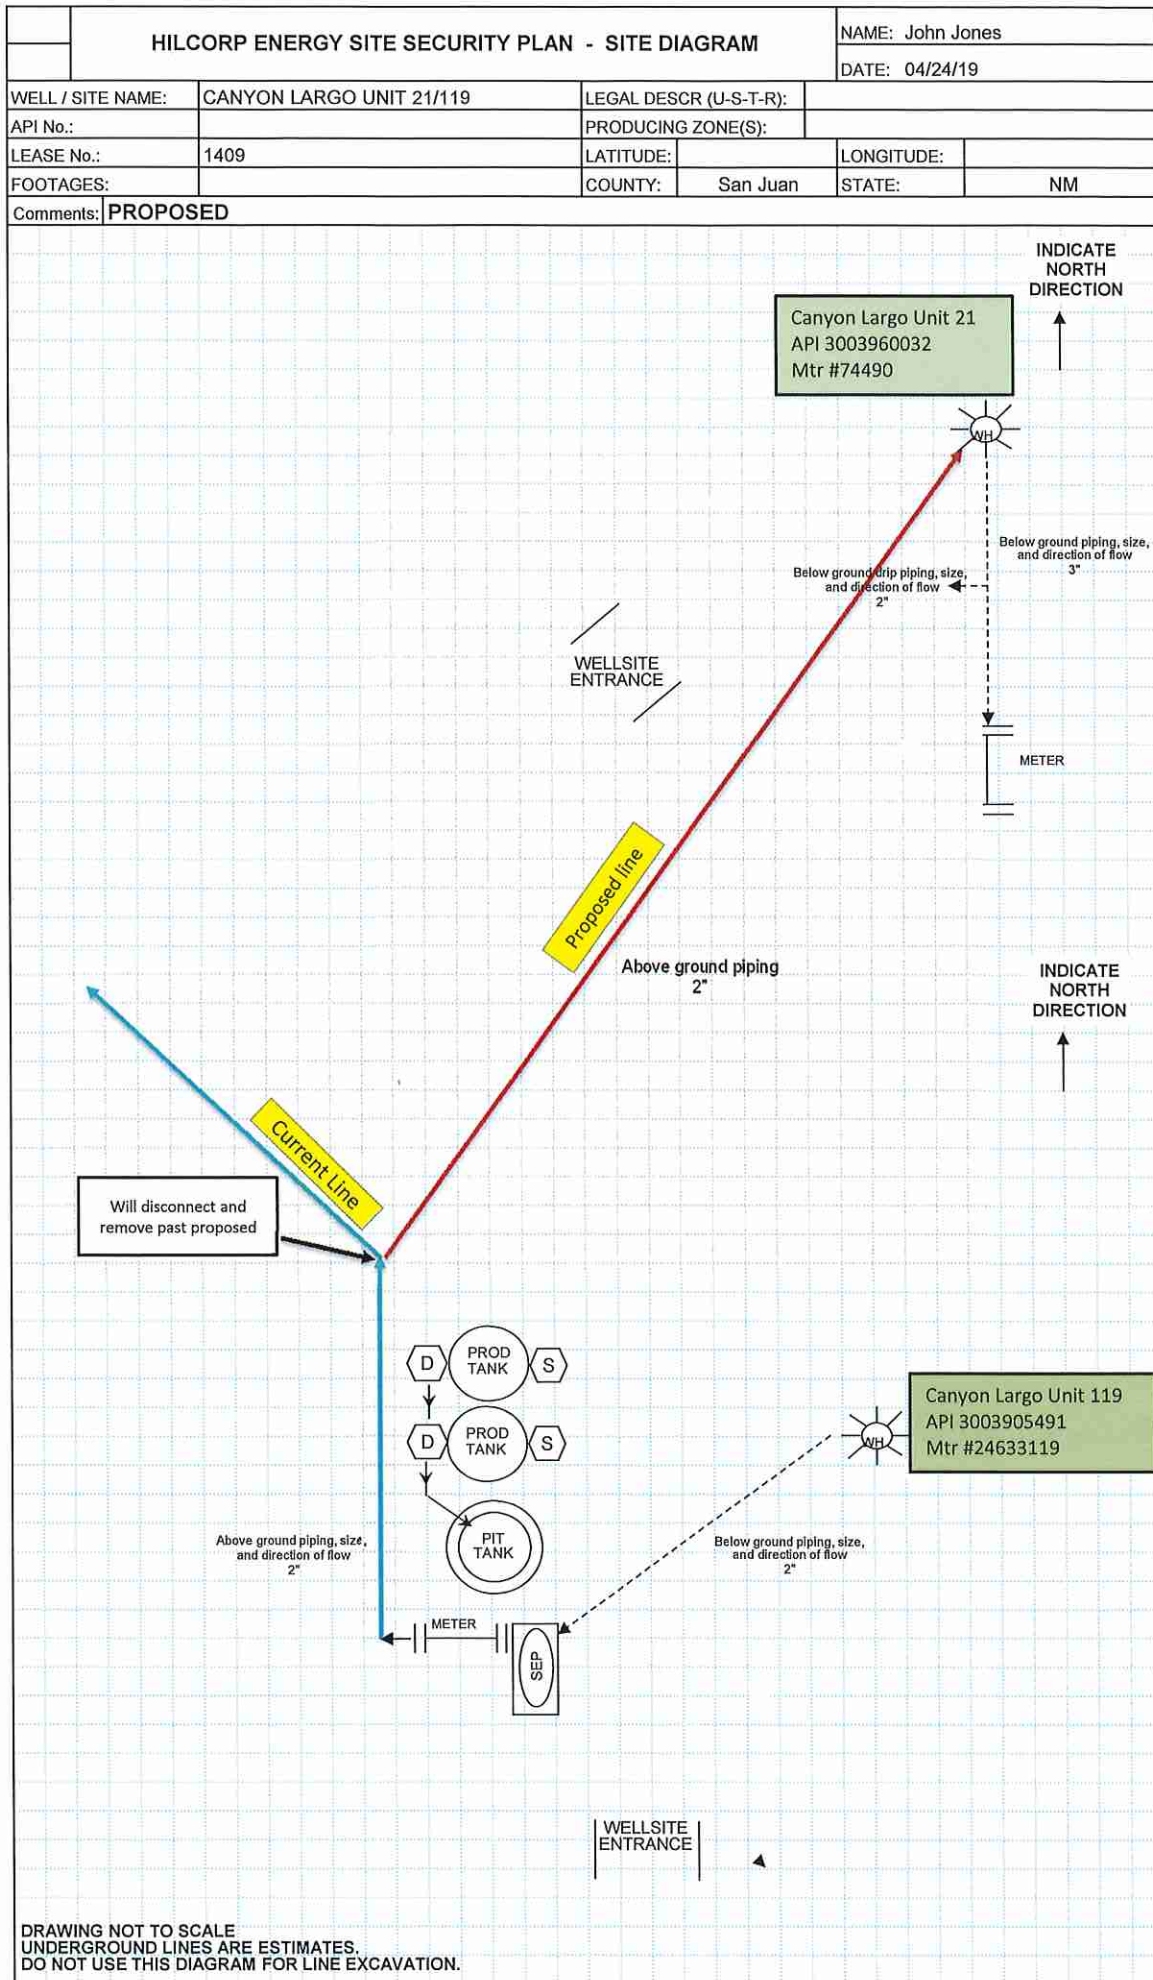 HILCORP ENERGY SITE SECURITY PLAN - SITE DIAGRAM
NAME: John Jones
DATE: 04/24/19
WELL / SITE NAME: CANYON LARGO UNIT 21/119 LEGAL DESCR (U-S-T-R):
API No.: PRODUCING ZONE(S):
LEASE No.: 1409 LATITUDE: LONGITUDE:
FOOTAGES: COUNTY: San Juan STATE: NM
Comments: PROPOSED
INDICATE
NORTH
DIRECTION
Canyon Largo Unit 21
API 3003960032
Mtr #74490
WH
Below ground piping, size,
and direction of flow
3"
Below ground drip piping, size,
and direction of flow
2"
WELLSITE
ENTRANCE
METER
Proposed line
Above ground piping
2"
INDICATE
NORTH
DIRECTION
Current Line
Will disconnect and
remove past proposed
D PROD TANK S
D PROD TANK S
PIT
TANK
Canyon Largo Unit 119
API 3003905491
Mtr #24633119
WH
Above ground piping, size,
and direction of flow
2"
Below ground piping, size,
and direction of flow
2"
METER
SEP
WELLSITE
ENTRANCE
DRAWING NOT TO SCALE
UNDERGROUND LINES ARE ESTIMATES.
DO NOT USE THIS DIAGRAM FOR LINE EXCAVATION.